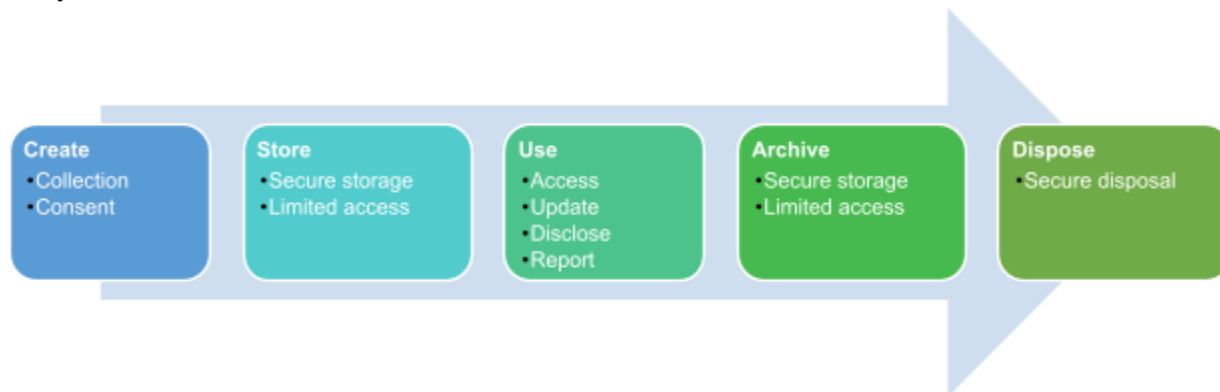 Create
•Collection
•Consent
Store
•Secure storage
•Limited access
Use
•Access
•Update
•Disclose
•Report
Archive
•Secure storage
•Limited access
Dispose
•Secure disposal